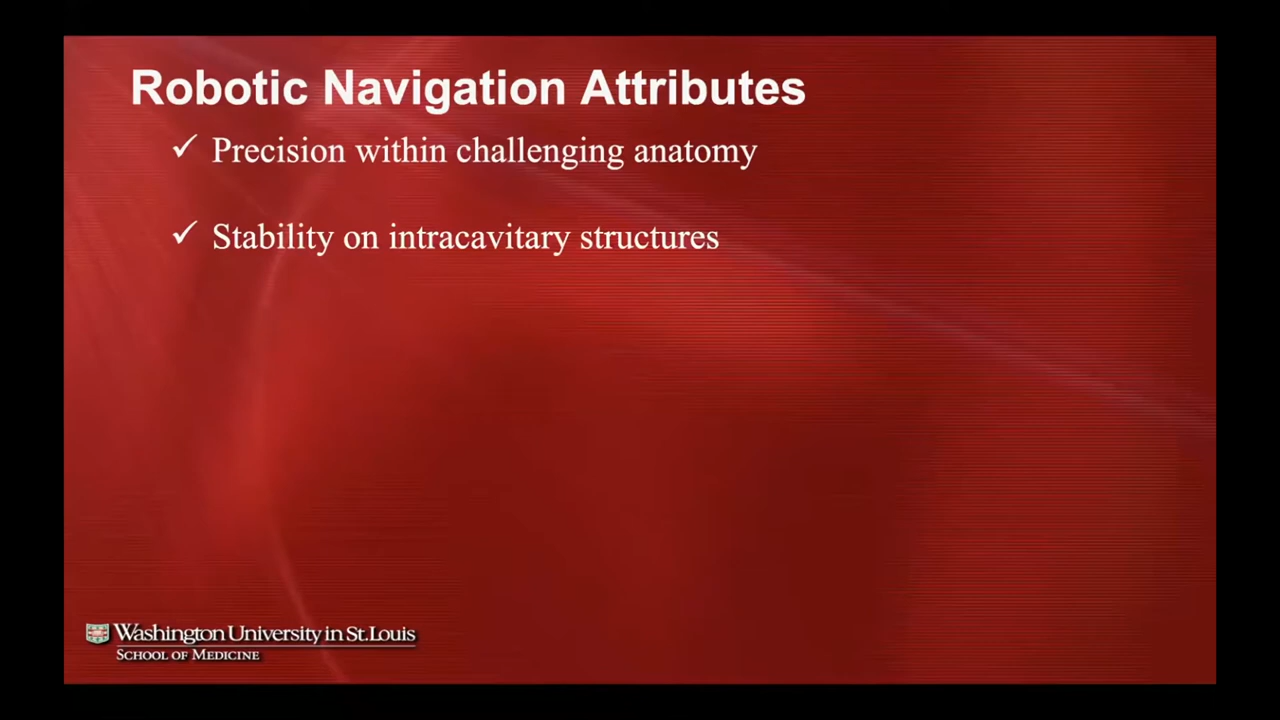 Robotic Navigation Attributes
✓ Precision within challenging anatomy
✓ Stability on intracavitary structures
Washington University in St. Louis
SCHOOL OF MEDICINE